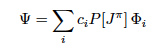 Ψ = ∑_i c_i P[J^π] Φ_i